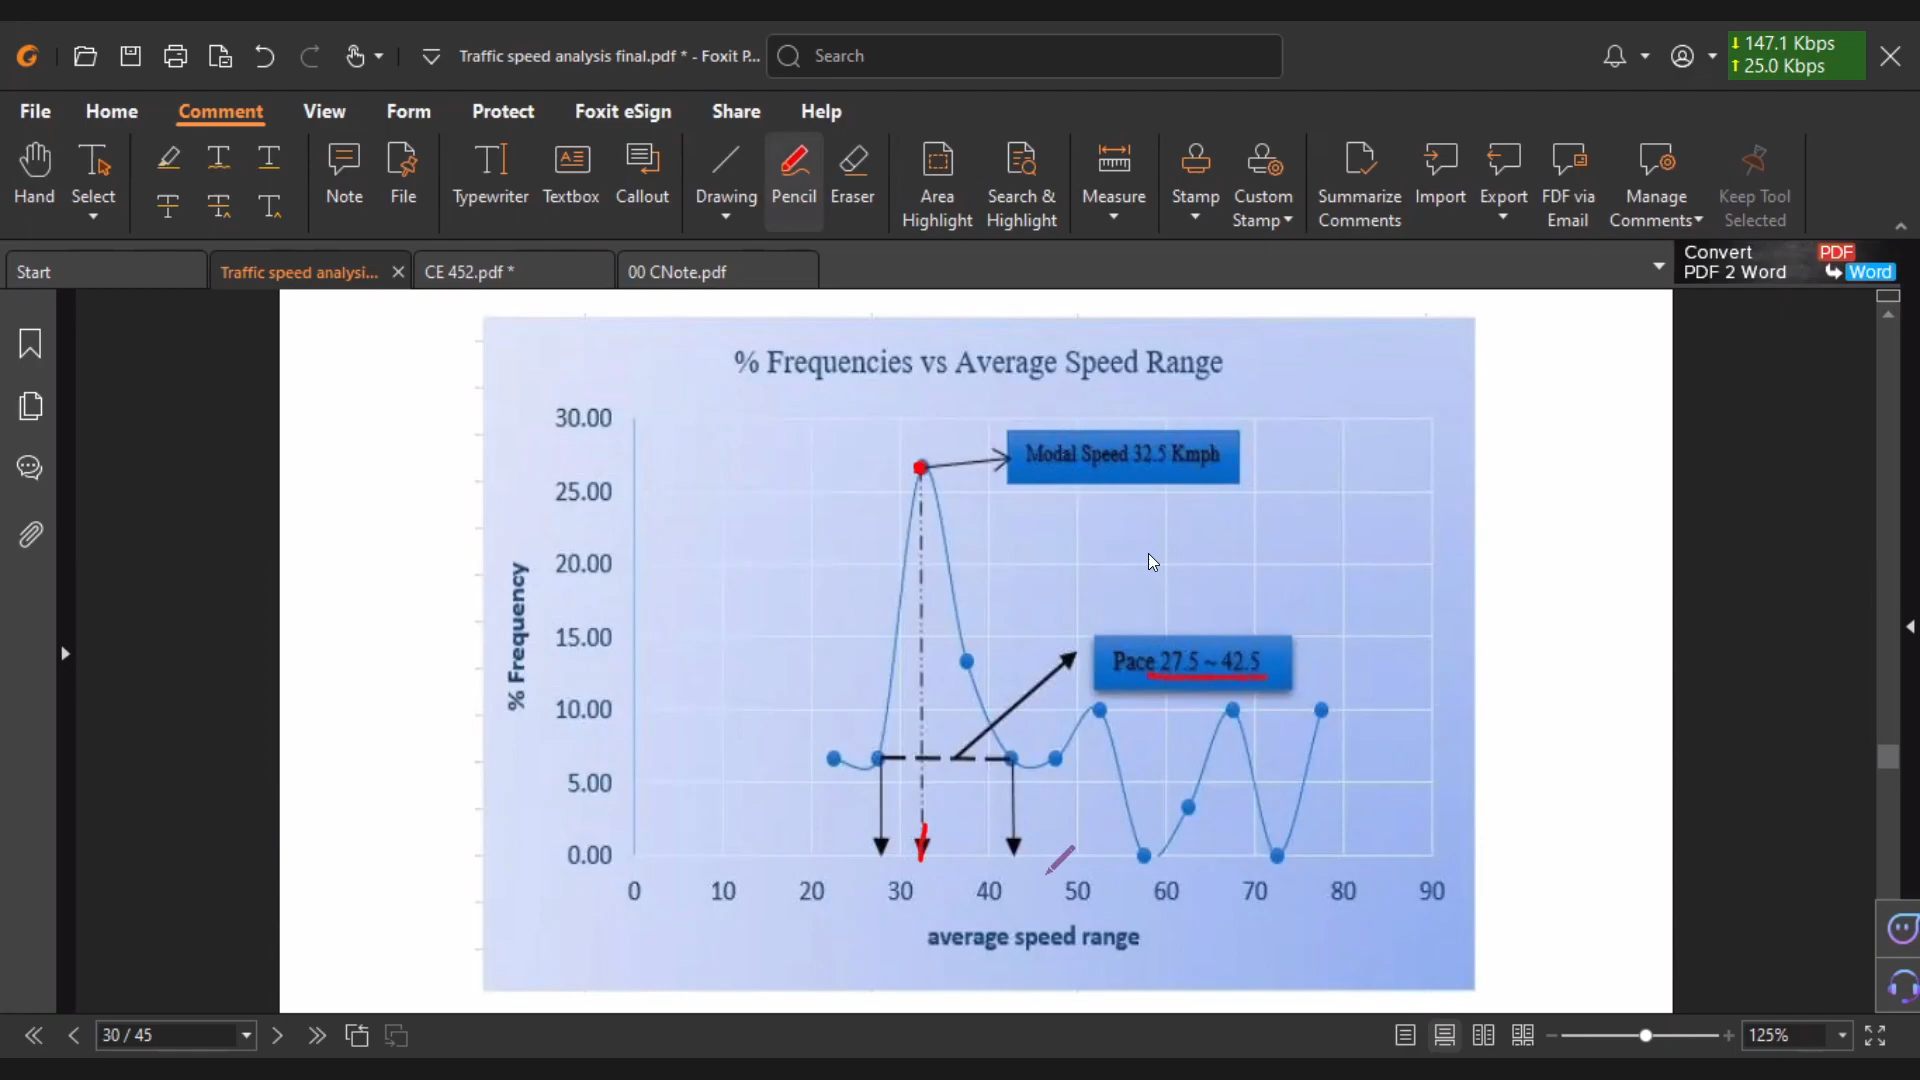 Traffic speed analysis final.pdf * - Foxit P...
Search
147.1 Kbps
25.0 Kbps
File Home Comment View Form Protect Foxit eSign Share Help
Hand
Select
Note
File
Typewriter
Textbox
Callout
Drawing
Pencil
Eraser
Area
Highlight
Search &
Highlight
Measure
Stamp
Custom
Stamp
Summarize
Comments
Import
Export
FDF via
Email
Manage
Comments
Keep Tool
Selected
Start
Traffic speed analysi...
CE 452.pdf *
00 CNote.pdf
Convert PDF
PDF 2 Word Word
% Frequencies vs Average Speed Range
30.00
Modal Speed 32.5 Kmph
25.00
20.00
15.00
Pace 27.5 ~ 42.5
% Frequency
10.00
5.00
0.00
0 10 20 30 40 50 60 70 80 90
average speed range
30 / 45
125%